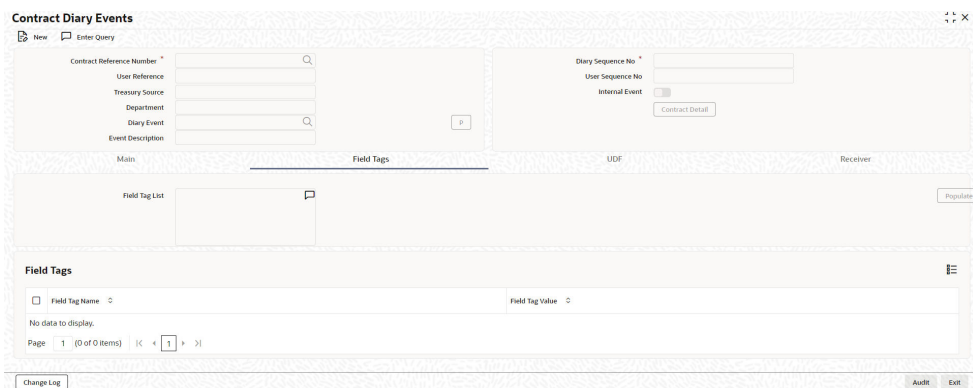 Contract Diary Events
New Enter Query
Contract Reference Number *
User Reference
Treasury Source
Department
Diary Event
P
Event Description
Diary Sequence No *
User Sequence No
Internal Event
Contract Detail
Main Field Tags UDF Receiver
Field Tag List
Populate
Field Tags
Field Tag Name Field Tag Value
No data to display.
Page 1 (0 of 0 items) 1
Change Log Audit Exit